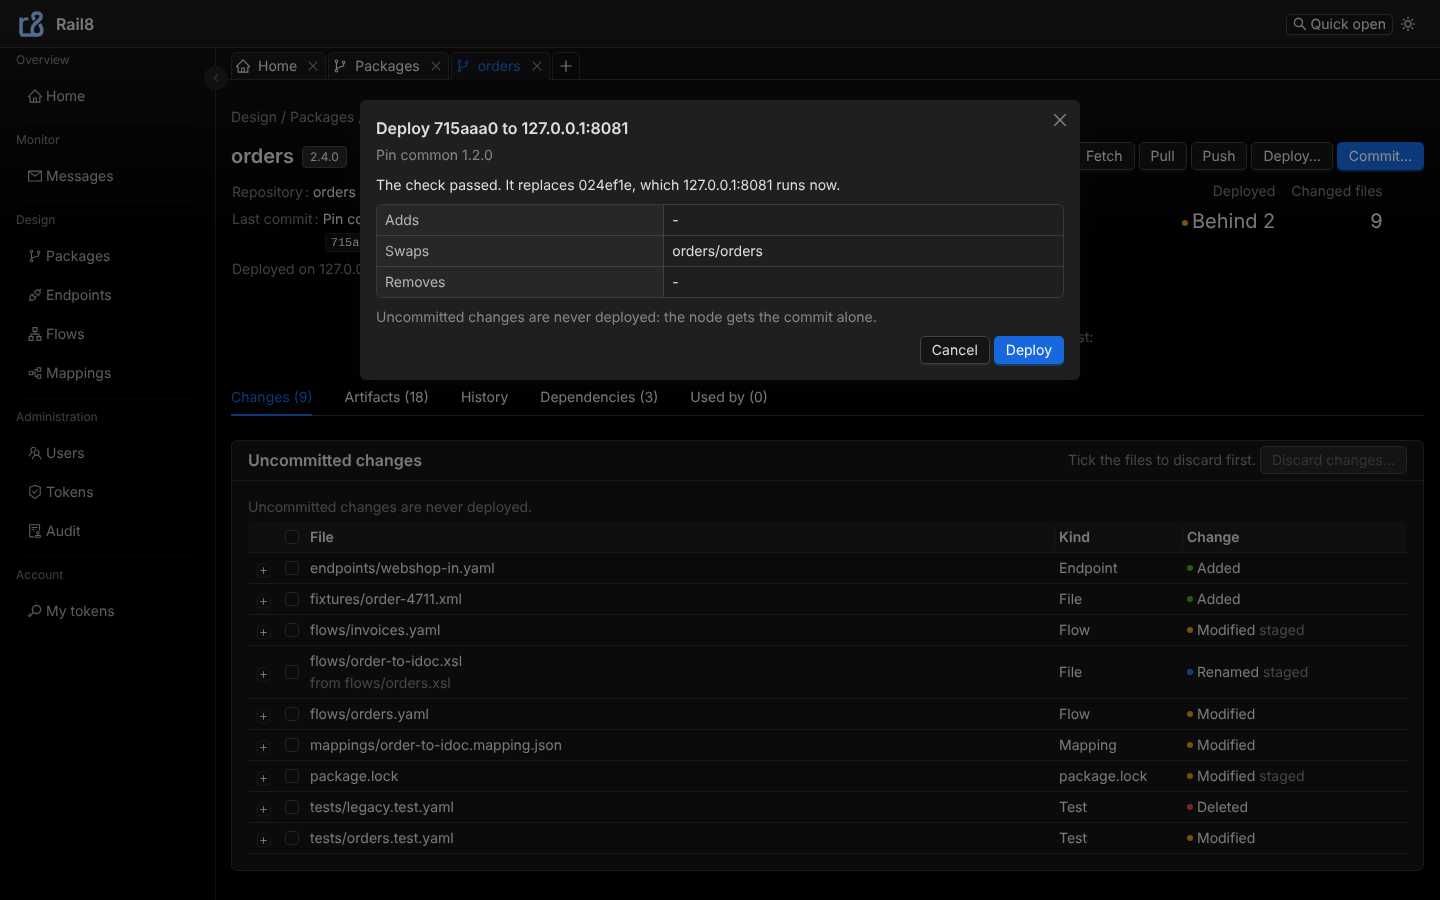 Rail8
Quick open
Overview
Home
Monitor
Messages
Design
Packages
Endpoints
Flows
Mappings
Administration
Users
Tokens
Audit
Account
My tokens
Home
Packages
orders
Design / Packages /
orders 2.4.0
Fetch Pull Push Deploy... Commit...
Repository: orders
Last commit: Pin
715a
Deployed on 127.0.
Deployed Changed files
Behind 2 9
Deploy 715aaa0 to 127.0.0.1:8081
Pin common 1.2.0
The check passed. It replaces 024ef1e, which 127.0.0.1:8081 runs now.
Adds -
Swaps orders/orders
Removes -
Uncommitted changes are never deployed: the node gets the commit alone.
Cancel Deploy
Changes (9) Artifacts (18) History Dependencies (3) Used by (0)
Uncommitted changes
Tick the files to discard first. Discard changes...
Uncommitted changes are never deployed.
File Kind Change
endpoints/webshop-in.yaml Endpoint Added
fixtures/order-4711.xml File Added
flows/invoices.yaml Flow Modified staged
flows/order-to-idoc.xsl File Renamed staged
from flows/orders.xsl
flows/orders.yaml Flow Modified
mappings/order-to-idoc.mapping.json Mapping Modified
package.lock package.lock Modified staged
tests/legacy.test.yaml Test Deleted
tests/orders.test.yaml Test Modified